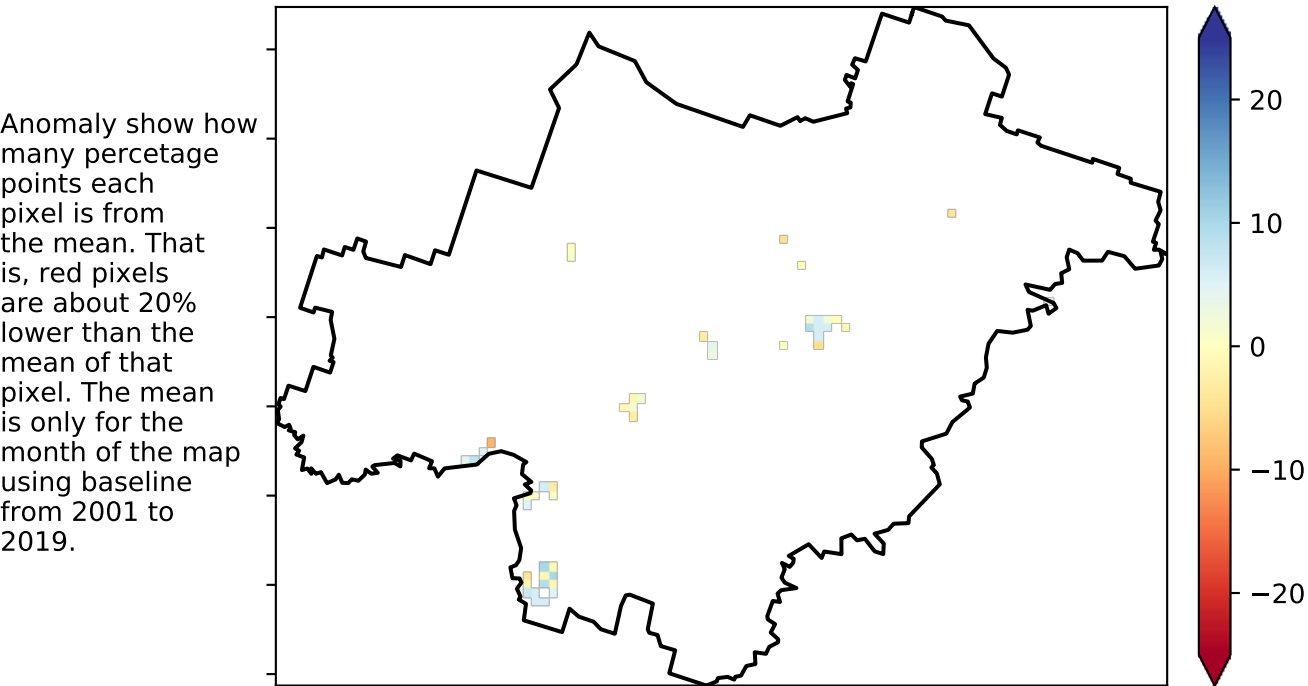 Anomaly show how
many percetage
points each
pixel is from
the mean. That
is, red pixels
are about 20%
lower than the
mean of that
pixel. The mean
is only for the
month of the map
using baseline
from 2001 to
2019.
20
10
0
−10
−20